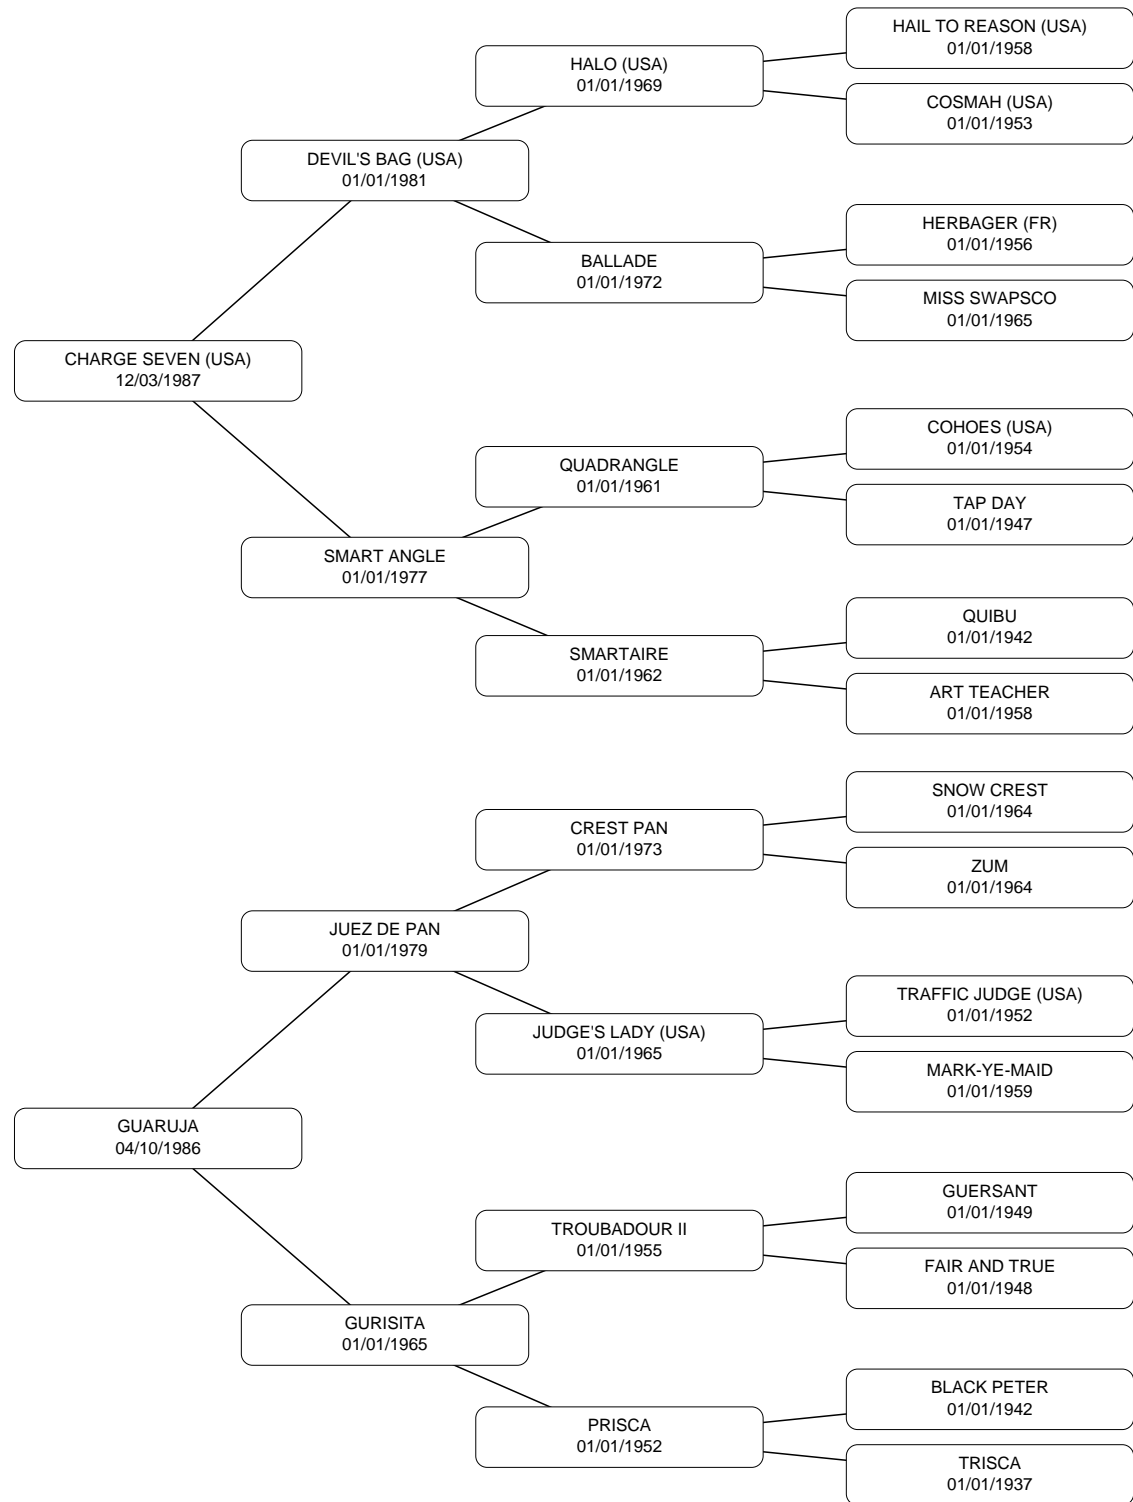 HAIL TO REASON (USA)
01/01/1958
HALO (USA)
01/01/1969
COSMAH (USA)
01/01/1953
DEVIL'S BAG (USA)
01/01/1981
HERBAGER (FR)
01/01/1956
BALLADE
01/01/1972
MISS SWAPSCO
01/01/1965
CHARGE SEVEN (USA)
12/03/1987
COHOES (USA)
01/01/1954
QUADRANGLE
01/01/1961
TAP DAY
01/01/1947
SMART ANGLE
01/01/1977
QUIBU
01/01/1942
SMARTAIRE
01/01/1962
ART TEACHER
01/01/1958
SNOW CREST
01/01/1964
CREST PAN
01/01/1973
ZUM
01/01/1964
JUEZ DE PAN
01/01/1979
TRAFFIC JUDGE (USA)
01/01/1952
JUDGE'S LADY (USA)
01/01/1965
MARK-YE-MAID
01/01/1959
GUARUJA
04/10/1986
GUERSANT
01/01/1949
TROUBADOUR II
01/01/1955
FAIR AND TRUE
01/01/1948
GURISITA
01/01/1965
BLACK PETER
01/01/1942
PRISCA
01/01/1952
TRISCA
01/01/1937